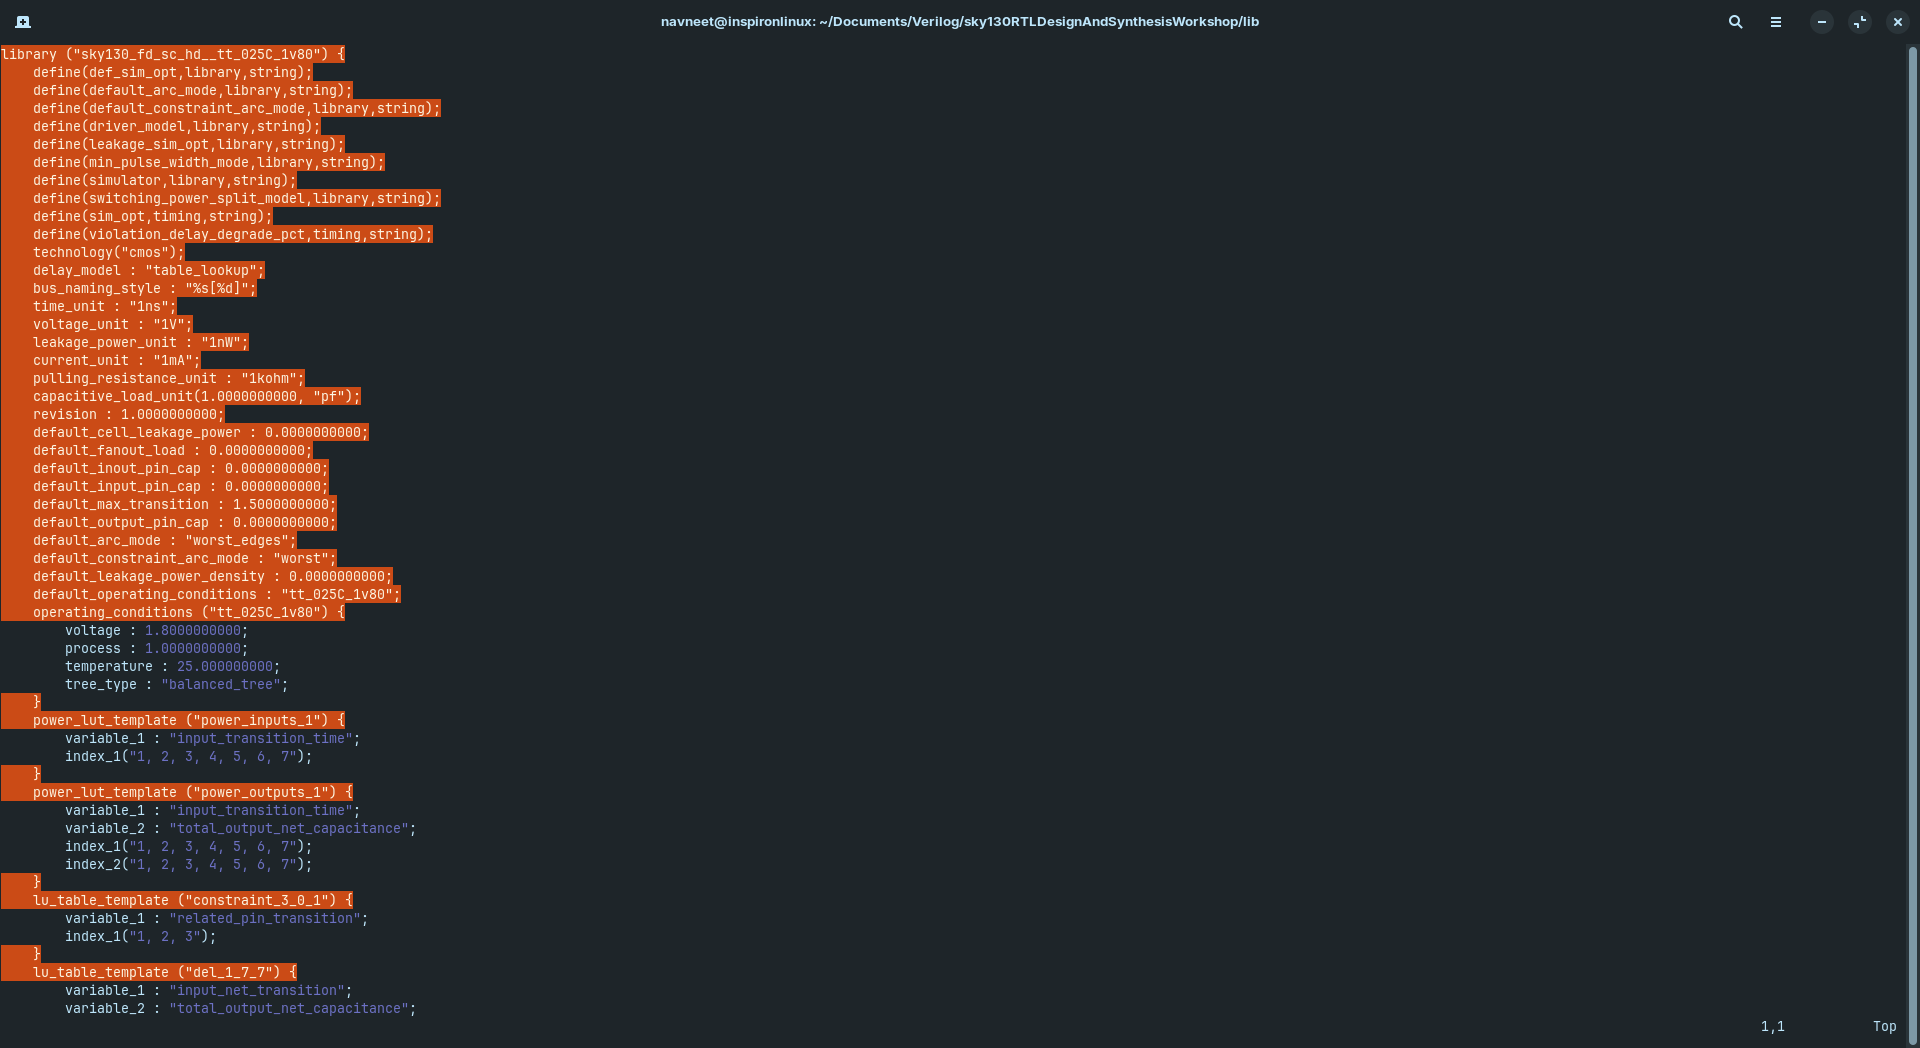 navneet@inspironlinux: ~/Documents/Verilog/sky130RTLDesignAndSynthesisWorkshop/lib
library ("sky130_fd_sc_hd__tt_025C_1v80") {
    define(def_sim_opt,library,string);
    define(default_arc_mode,library,string);
    define(default_constraint_arc_mode,library,string);
    define(driver_model,library,string);
    define(leakage_sim_opt,library,string);
    define(min_pulse_width_mode,library,string);
    define(simulator,library,string);
    define(switching_power_split_model,library,string);
    define(sim_opt,timing,string);
    define(violation_delay_degrade_pct,timing,string);
    technology("cmos");
    delay_model : "table_lookup";
    bus_naming_style : "%s[%d]";
    time_unit : "1ns";
    voltage_unit : "1V";
    leakage_power_unit : "1nW";
    current_unit : "1mA";
    pulling_resistance_unit : "1kohm";
    capacitive_load_unit(1.0000000000, "pf");
    revision : 1.0000000000;
    default_cell_leakage_power : 0.0000000000;
    default_fanout_load : 0.0000000000;
    default_inout_pin_cap : 0.0000000000;
    default_input_pin_cap : 0.0000000000;
    default_max_transition : 1.5000000000;
    default_output_pin_cap : 0.0000000000;
    default_arc_mode : "worst_edges";
    default_constraint_arc_mode : "worst";
    default_leakage_power_density : 0.0000000000;
    default_operating_conditions : "tt_025C_1v80";
    operating_conditions ("tt_025C_1v80") {
        voltage : 1.8000000000;
        process : 1.0000000000;
        temperature : 25.000000000;
        tree_type : "balanced_tree";
    }
    power_lut_template ("power_inputs_1") {
        variable_1 : "input_transition_time";
        index_1("1, 2, 3, 4, 5, 6, 7");
    }
    power_lut_template ("power_outputs_1") {
        variable_1 : "input_transition_time";
        variable_2 : "total_output_net_capacitance";
        index_1("1, 2, 3, 4, 5, 6, 7");
        index_2("1, 2, 3, 4, 5, 6, 7");
    }
    lu_table_template ("constraint_3_0_1") {
        variable_1 : "related_pin_transition";
        index_1("1, 2, 3");
    }
    lu_table_template ("del_1_7_7") {
        variable_1 : "input_net_transition";
        variable_2 : "total_output_net_capacitance";
1,1 Top